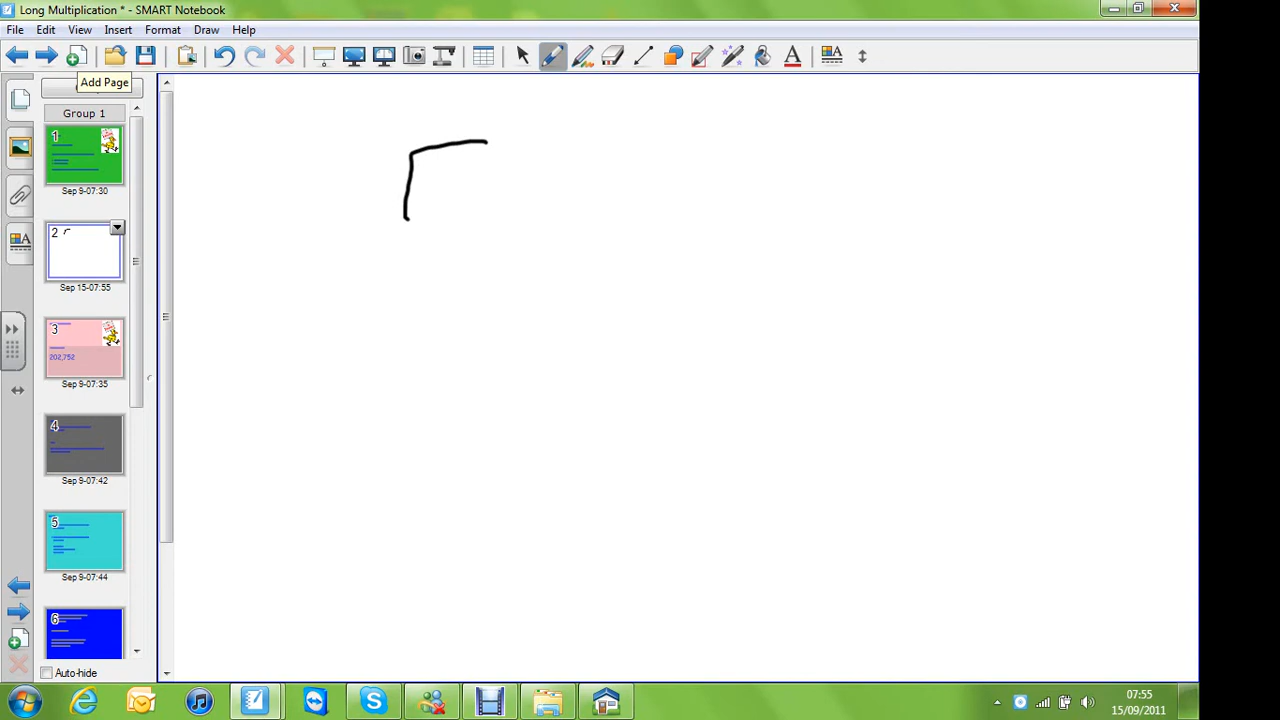 Long Multiplication * - SMART Notebook
File Edit View Insert Format Draw Help
Add Page
Group 1
1
Sep 9-07:30
2
Sep 15-07:55
3
202,752
Sep 9-07:35
4
Sep 9-07:42
5
Sep 9-07:44
6
Auto-hide
07:55
15/09/2011